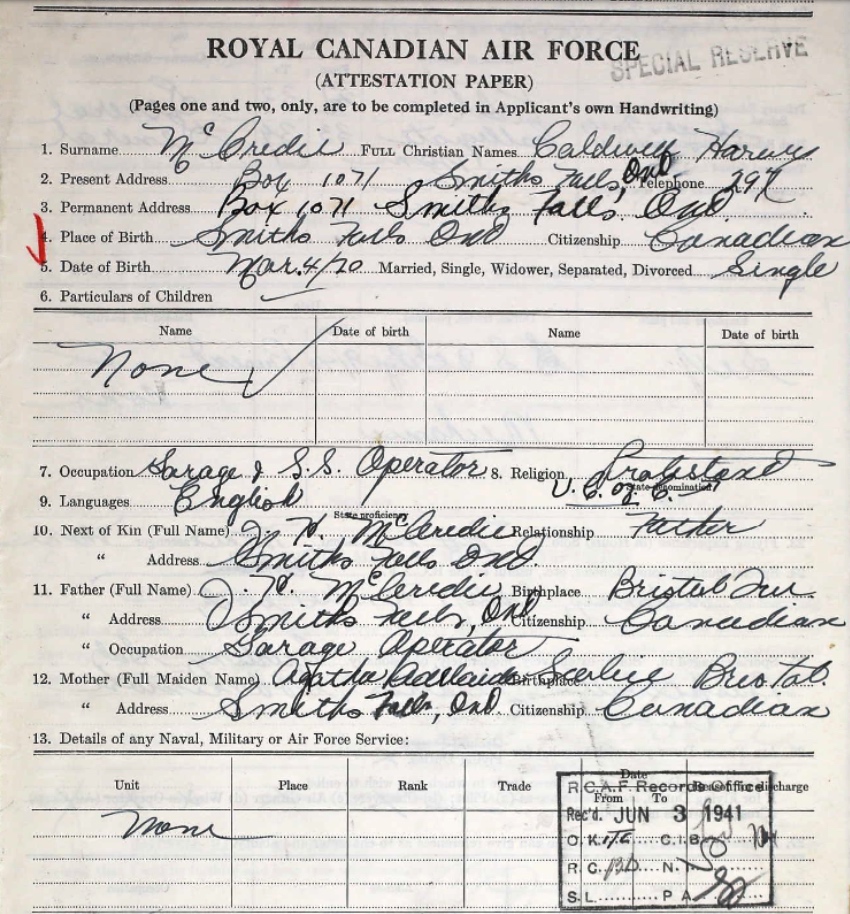 ROYAL CANADIAN AIR FORCE
SPECIAL RESERVE
(ATTESTATION PAPER)
(Pages one and two, only, are to be completed in Applicant's own Handwriting)
1. Surname McCredie FULL Christian Names Caldwell Harvey
2. Present Address Box 1071 Smiths Falls, Ont Telephone 297
3. Permanent Address Box 1071 Smiths Falls Ont.
4. Place of Birth Smiths Falls Ont Citizenship Canadian
5. Date of Birth Mar. 4/20 Married, Single, Widower, Separated, Divorced Single
6. Particulars of Children
Name Date of birth Name Date of birth
None
7. Occupation Garage & S.S. Operator 8. Religion
State denomination U. C. of C.
9. Languages English
State proficiency
10. Next of Kin (Full Name) J. H. McCredie Relationship Father
" Address Smiths Falls Ont.
11. Father (Full Name) J. H. McCredie Birthplace Bristol
" Address Smiths Falls, Ont Citizenship Canadian
" Occupation Garage Operator
12. Mother (Full Maiden Name) Agatha Adelaide Birthplace Bristol
" Address Smiths Falls, Ont Citizenship Canadian
13. Details of any Naval, Military or Air Force Service:
Unit Place Rank Trade Date From To Reason for discharge
None
R.C.A.F. Records Office
Rec'd. JUN 3 1941
O.K. C.I.B.
R.C. N.
S.L. P A